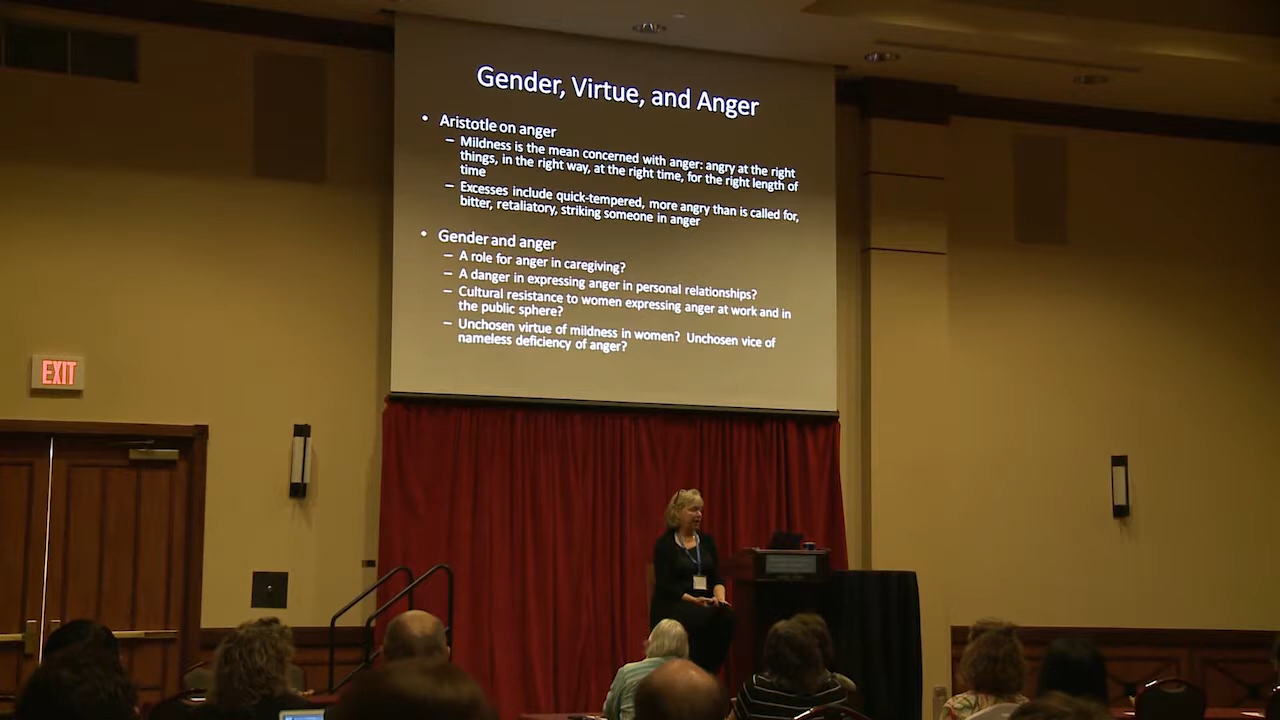 Gender, Virtue, and Anger
• Aristotle on anger
– Mildness is the mean concerned with anger: angry at the right
things, in the right way, at the right time, for the right length of
time
– Excesses include quick-tempered, more angry than is called for,
bitter, retaliatory, striking someone in anger
• Gender and anger
– A role for anger in caregiving?
– A danger in expressing anger in personal relationships?
– Cultural resistance to women expressing anger at work and in
the public sphere?
– Unchosen virtue of mildness in women? Unchosen vice of
nameless deficiency of anger?
EXIT